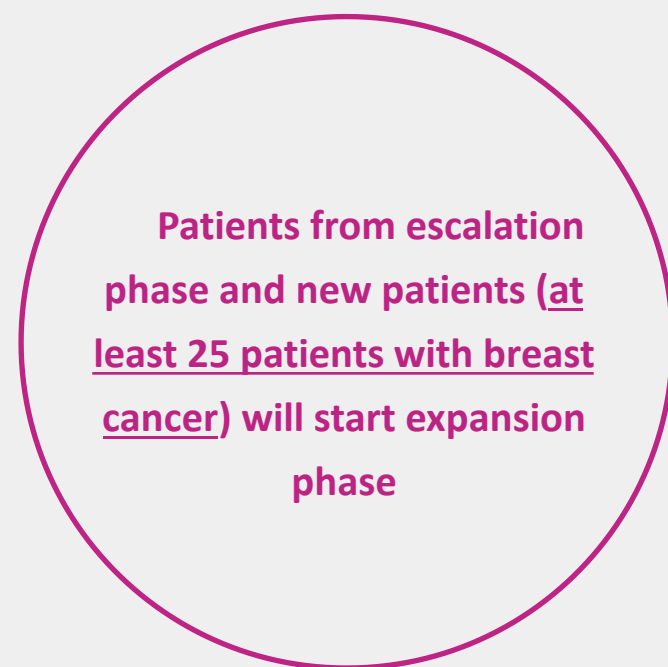 Patients from escalation
phase and new patients (at
least 25 patients with breast
cancer) will start expansion
phase